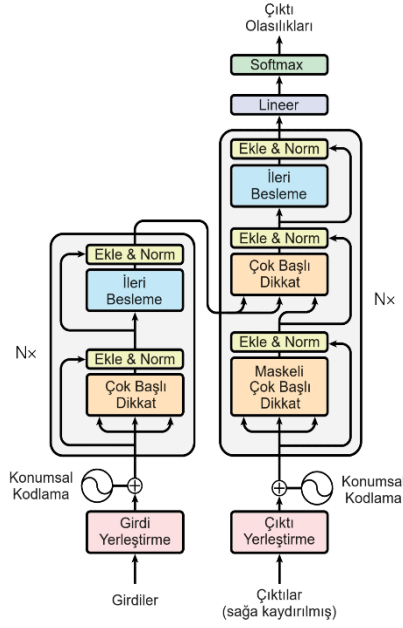 Çıktı
Olasılıkları
Softmax
Lineer
Ekle & Norm
İleri
Besleme
Ekle & Norm
Çok Başlı
Dikkat
Ekle & Norm
Maskeli
Çok Başlı
Dikkat
N×
Ekle & Norm
İleri
Besleme
Ekle & Norm
Çok Başlı
Dikkat
N×
Konumsal
Kodlama
Konumsal
Kodlama
Girdi
Yerleştirme
Çıktı
Yerleştirme
Girdiler
Çıktılar
(sağa kaydırılmış)